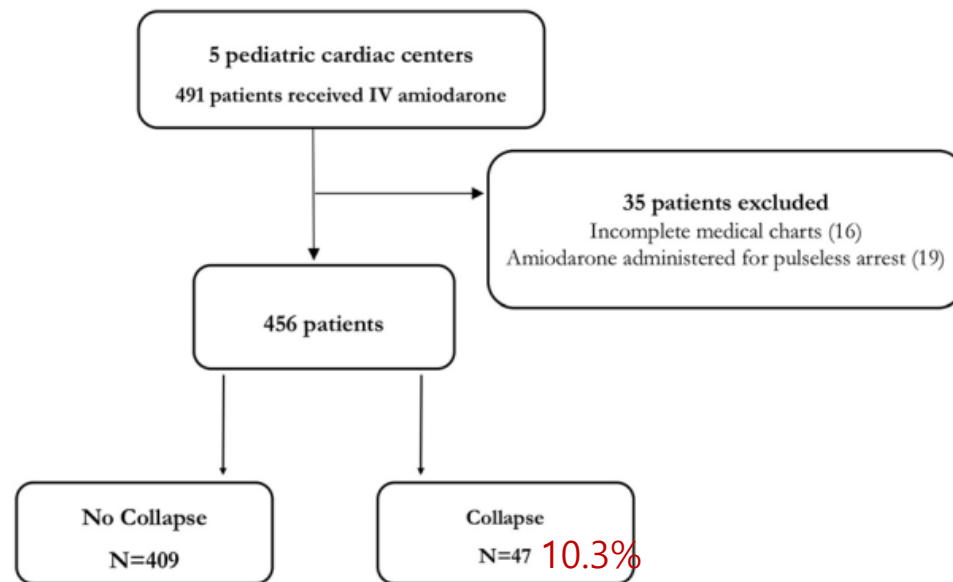 5 pediatric cardiac centers
491 patients received IV amiodarone
35 patients excluded
Incomplete medical charts (16)
Amiodarone administered for pulseless arrest (19)
456 patients
No Collapse
N=409
Collapse
N=47 10.3%